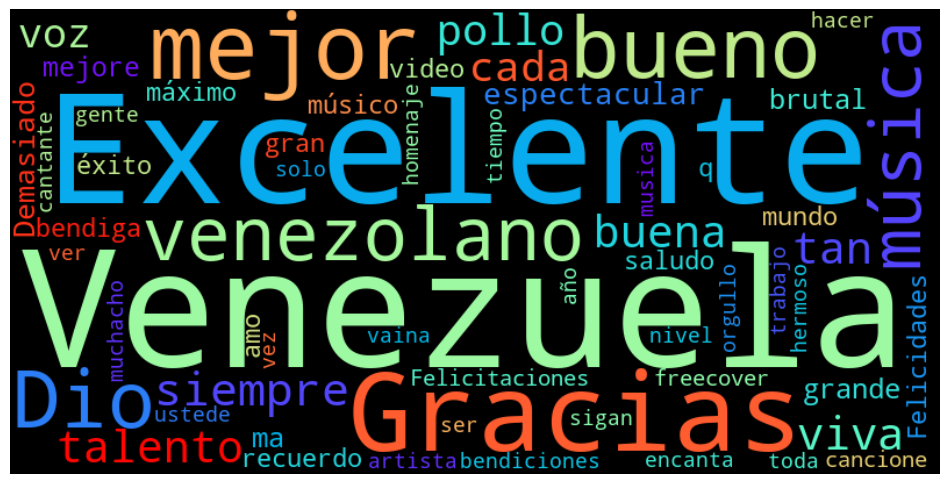 voz
mejor
pollo
bueno
hacer
música
mejore
video
cada
Demasiado
máximo
músico
espectacular
brutal
gente
Excelente
cantante
éxito
gran
solo
homenaje
tiempo
musica
q
bendiga
venezolano
buena
mundo
tan
ver
saludo
Venezuela
año
orgullo
trabajo
hermoso
muchacho
amo
vez
vaina
nivel
Felicidades
Dio
siempre
Gracias
Felicitaciones
freecover
grande
ustede
ser
sigan
viva
talento
ma
recuerdo
artista
bendiciones
encanta
toda
cancione